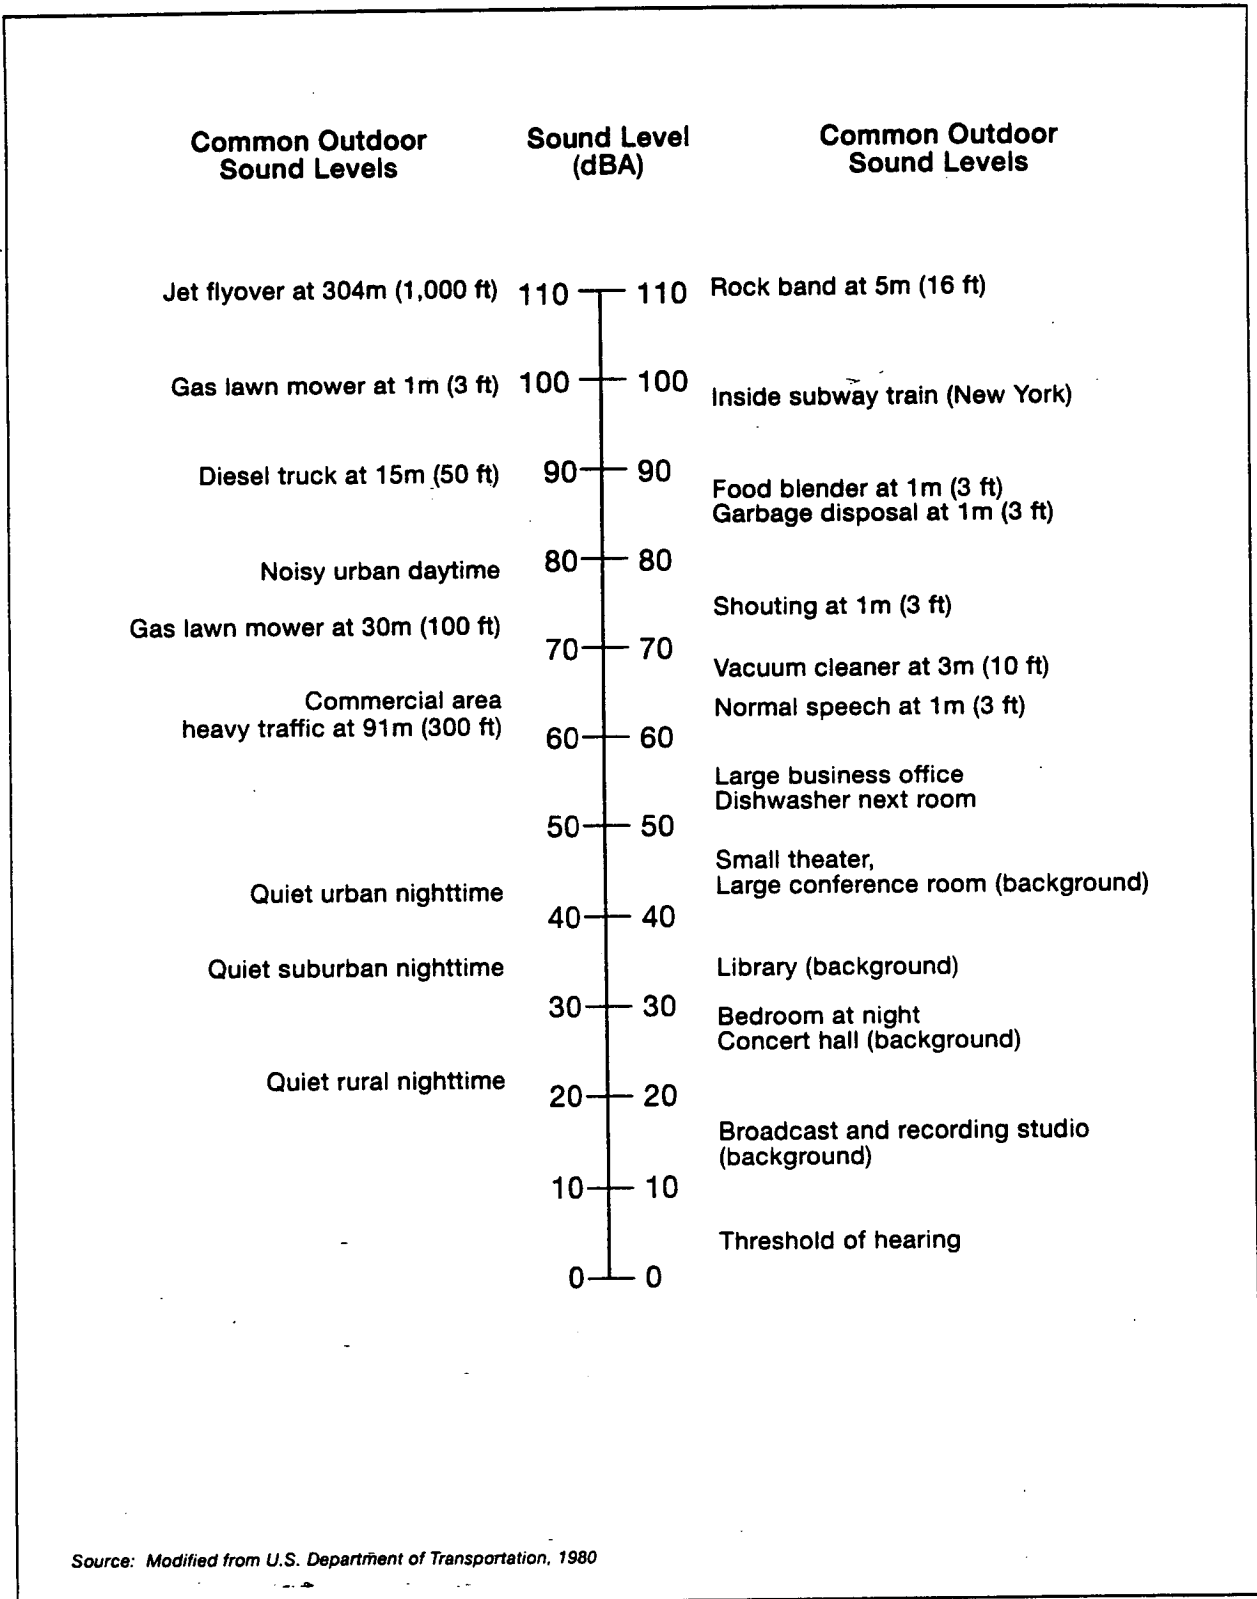 Common Outdoor
Sound Levels
Sound Level
(dBA)
Common Outdoor
Sound Levels
Jet flyover at 304m (1,000 ft) 110 110 Rock band at 5m (16 ft)
Gas lawn mower at 1m (3 ft) 100 100
Inside subway train (New York)
Diesel truck at 15m (50 ft) 90 90
Food blender at 1m (3 ft)
Garbage disposal at 1m (3 ft)
80 80
Noisy urban daytime
Shouting at 1m (3 ft)
Gas lawn mower at 30m (100 ft)
70 70
Vacuum cleaner at 3m (10 ft)
Commercial area
heavy traffic at 91m (300 ft)
Normal speech at 1m (3 ft)
60 60
Large business office
Dishwasher next room
50 50
Small theater,
Large conference room (background)
Quiet urban nighttime
40 40
Quiet suburban nighttime
Library (background)
30 30
Bedroom at night
Concert hall (background)
Quiet rural nighttime
20 20
Broadcast and recording studio
(background)
10 10
Threshold of hearing
0 0
Source: Modified from U.S. Department of Transportation, 1980